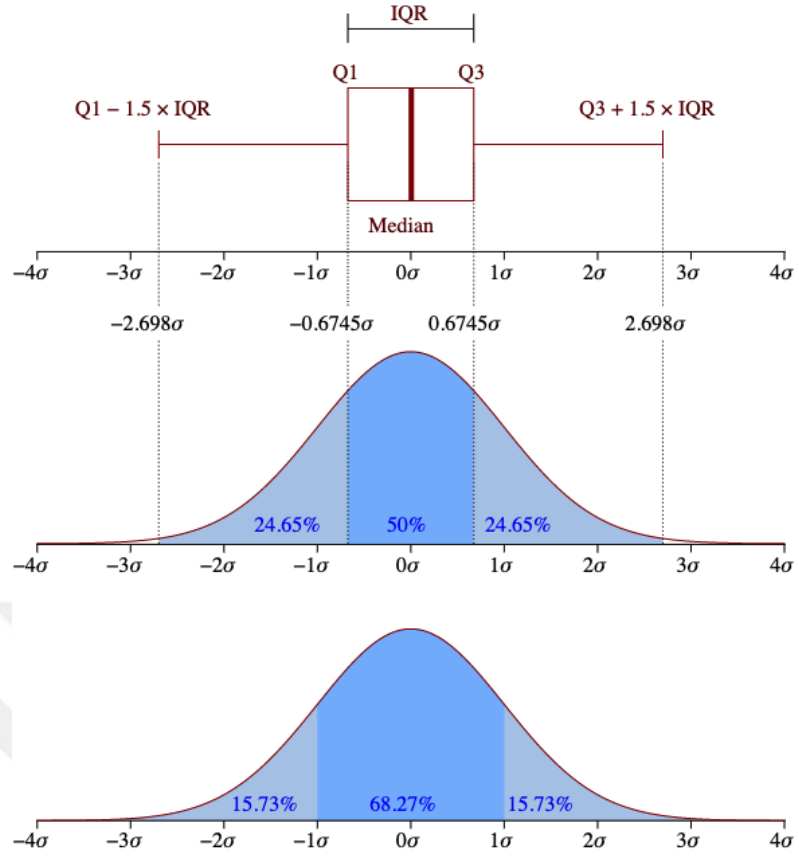 IQR
Q1 Q3
Q1 − 1.5 × IQR Q3 + 1.5 × IQR
Median
−4σ −3σ −2σ −1σ 0σ 1σ 2σ 3σ 4σ
−2.698σ −0.6745σ 0.6745σ 2.698σ
24.65% 50% 24.65%
−4σ −3σ −2σ −1σ 0σ 1σ 2σ 3σ 4σ
15.73% 68.27% 15.73%
−4σ −3σ −2σ −1σ 0σ 1σ 2σ 3σ 4σ